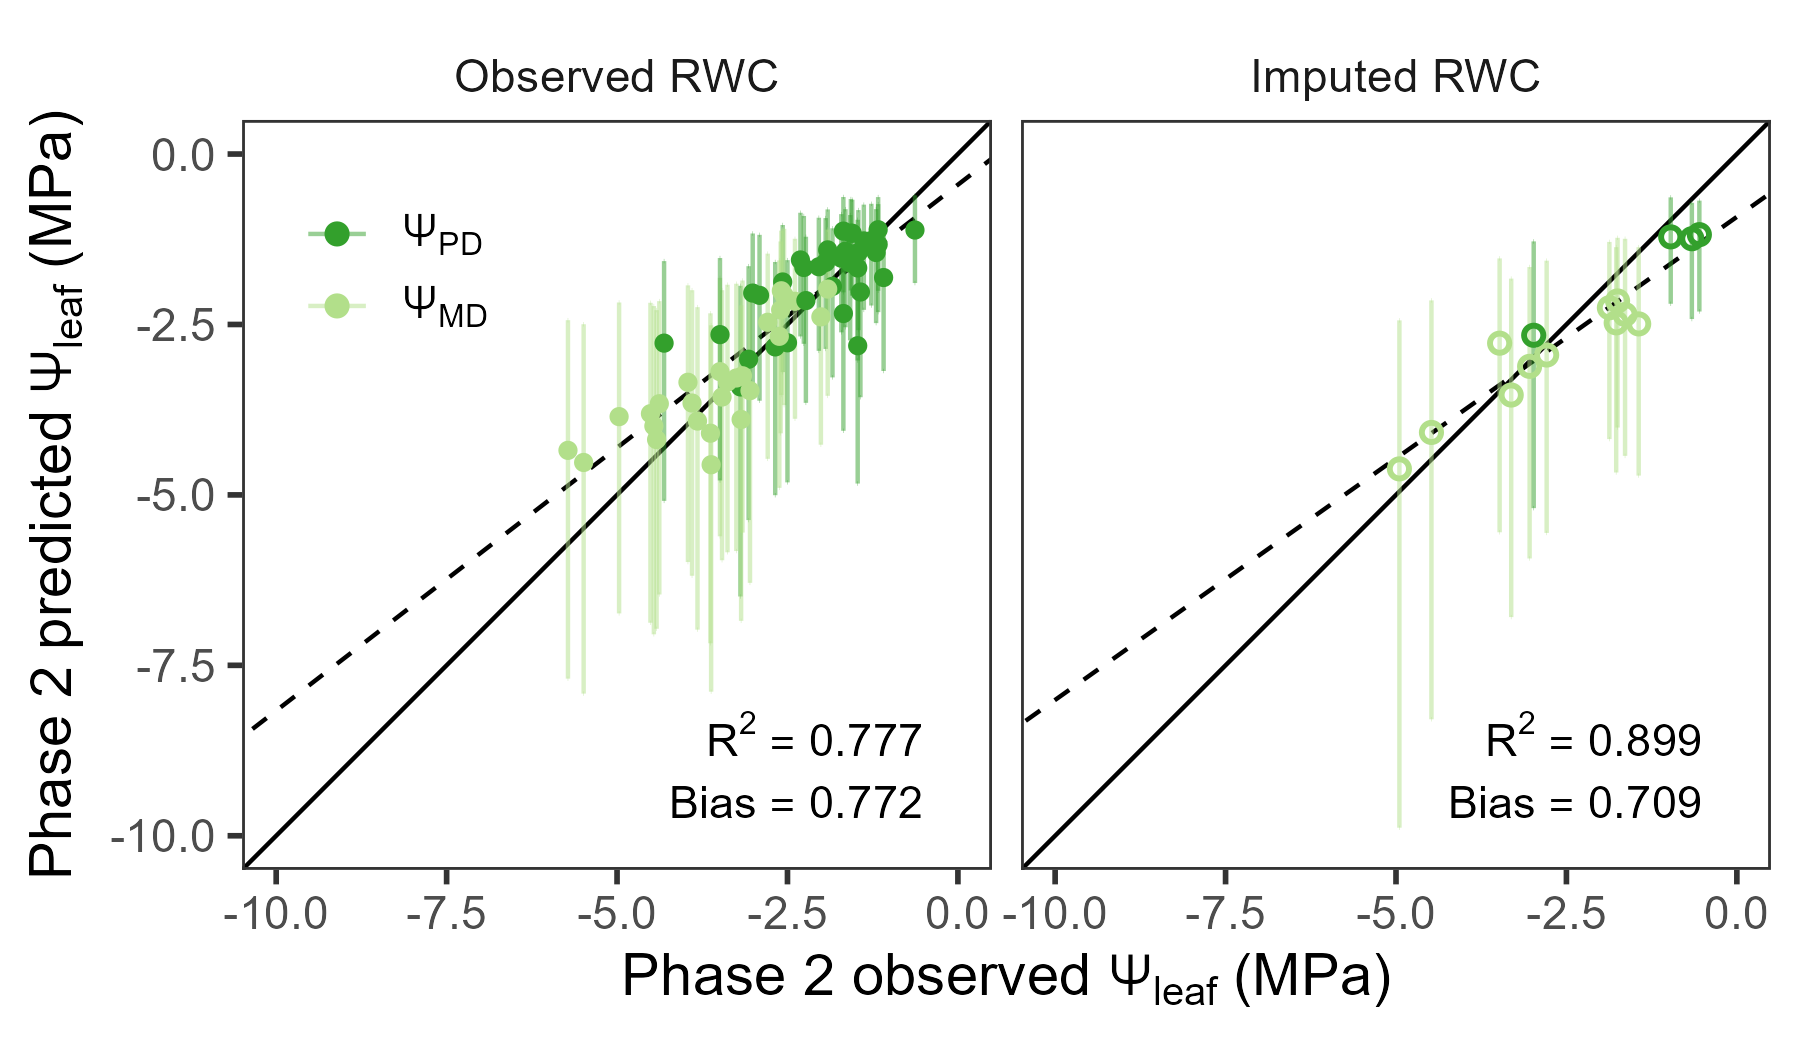 Observed RWC
Imputed RWC
Phase 2 predicted Ψleaf (MPa)
0.0
-2.5
-5.0
-7.5
-10.0
ΨPD
ΨMD
R2 = 0.777
Bias = 0.772
R2 = 0.899
Bias = 0.709
-10.0 -7.5 -5.0 -2.5 0.0
-10.0 -7.5 -5.0 -2.5 0.0
Phase 2 observed Ψleaf (MPa)